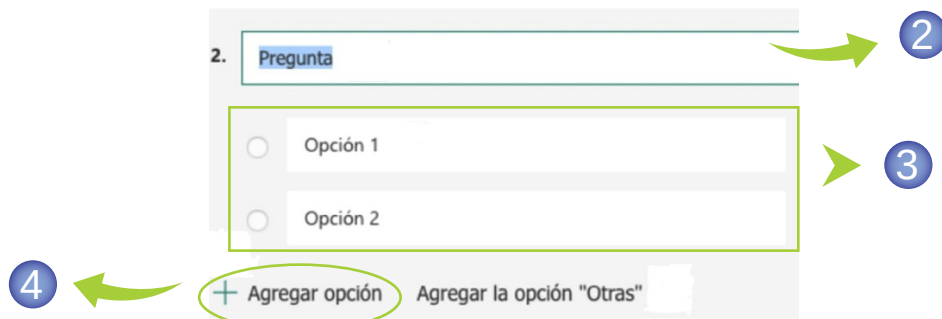 2. Pregunta
2
Opción 1
3
Opción 2
4
+ Agregar opción Agregar la opción "Otras"